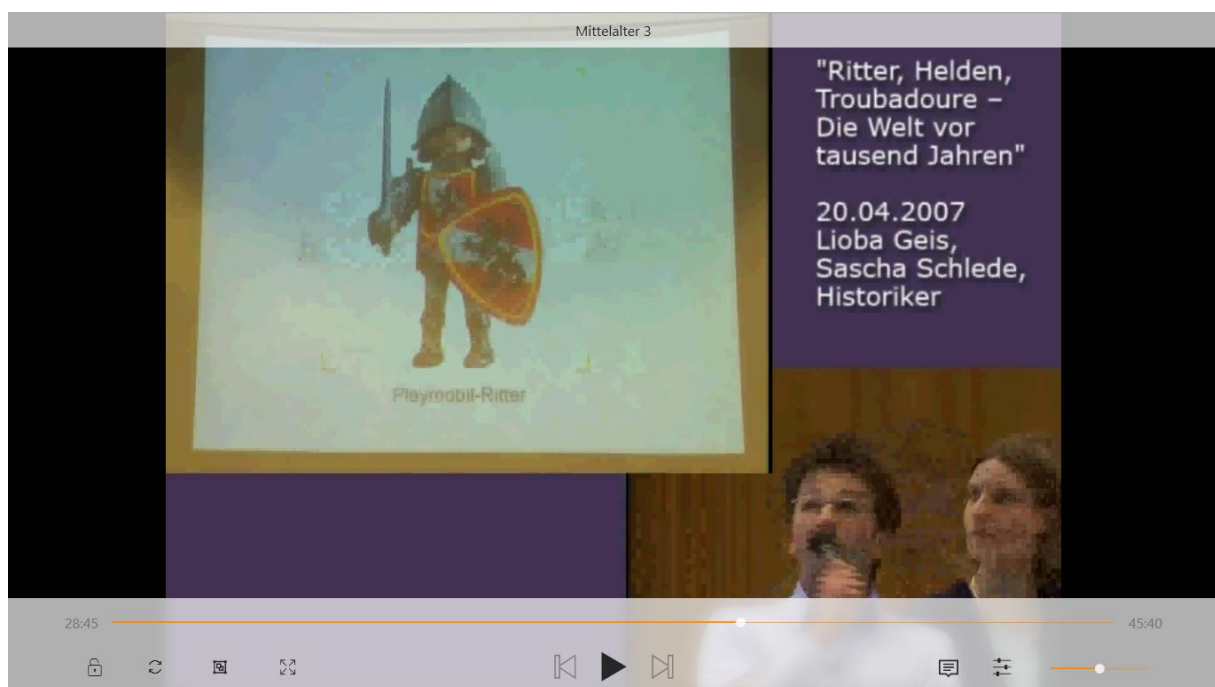 Mittelalter 3
"Ritter, Helden,
Troubadoure –
Die Welt vor
tausend Jahren"
20.04.2007
Lioba Geis,
Sascha Schlede,
Historiker
Playmobil-Ritter
28:45
45:40